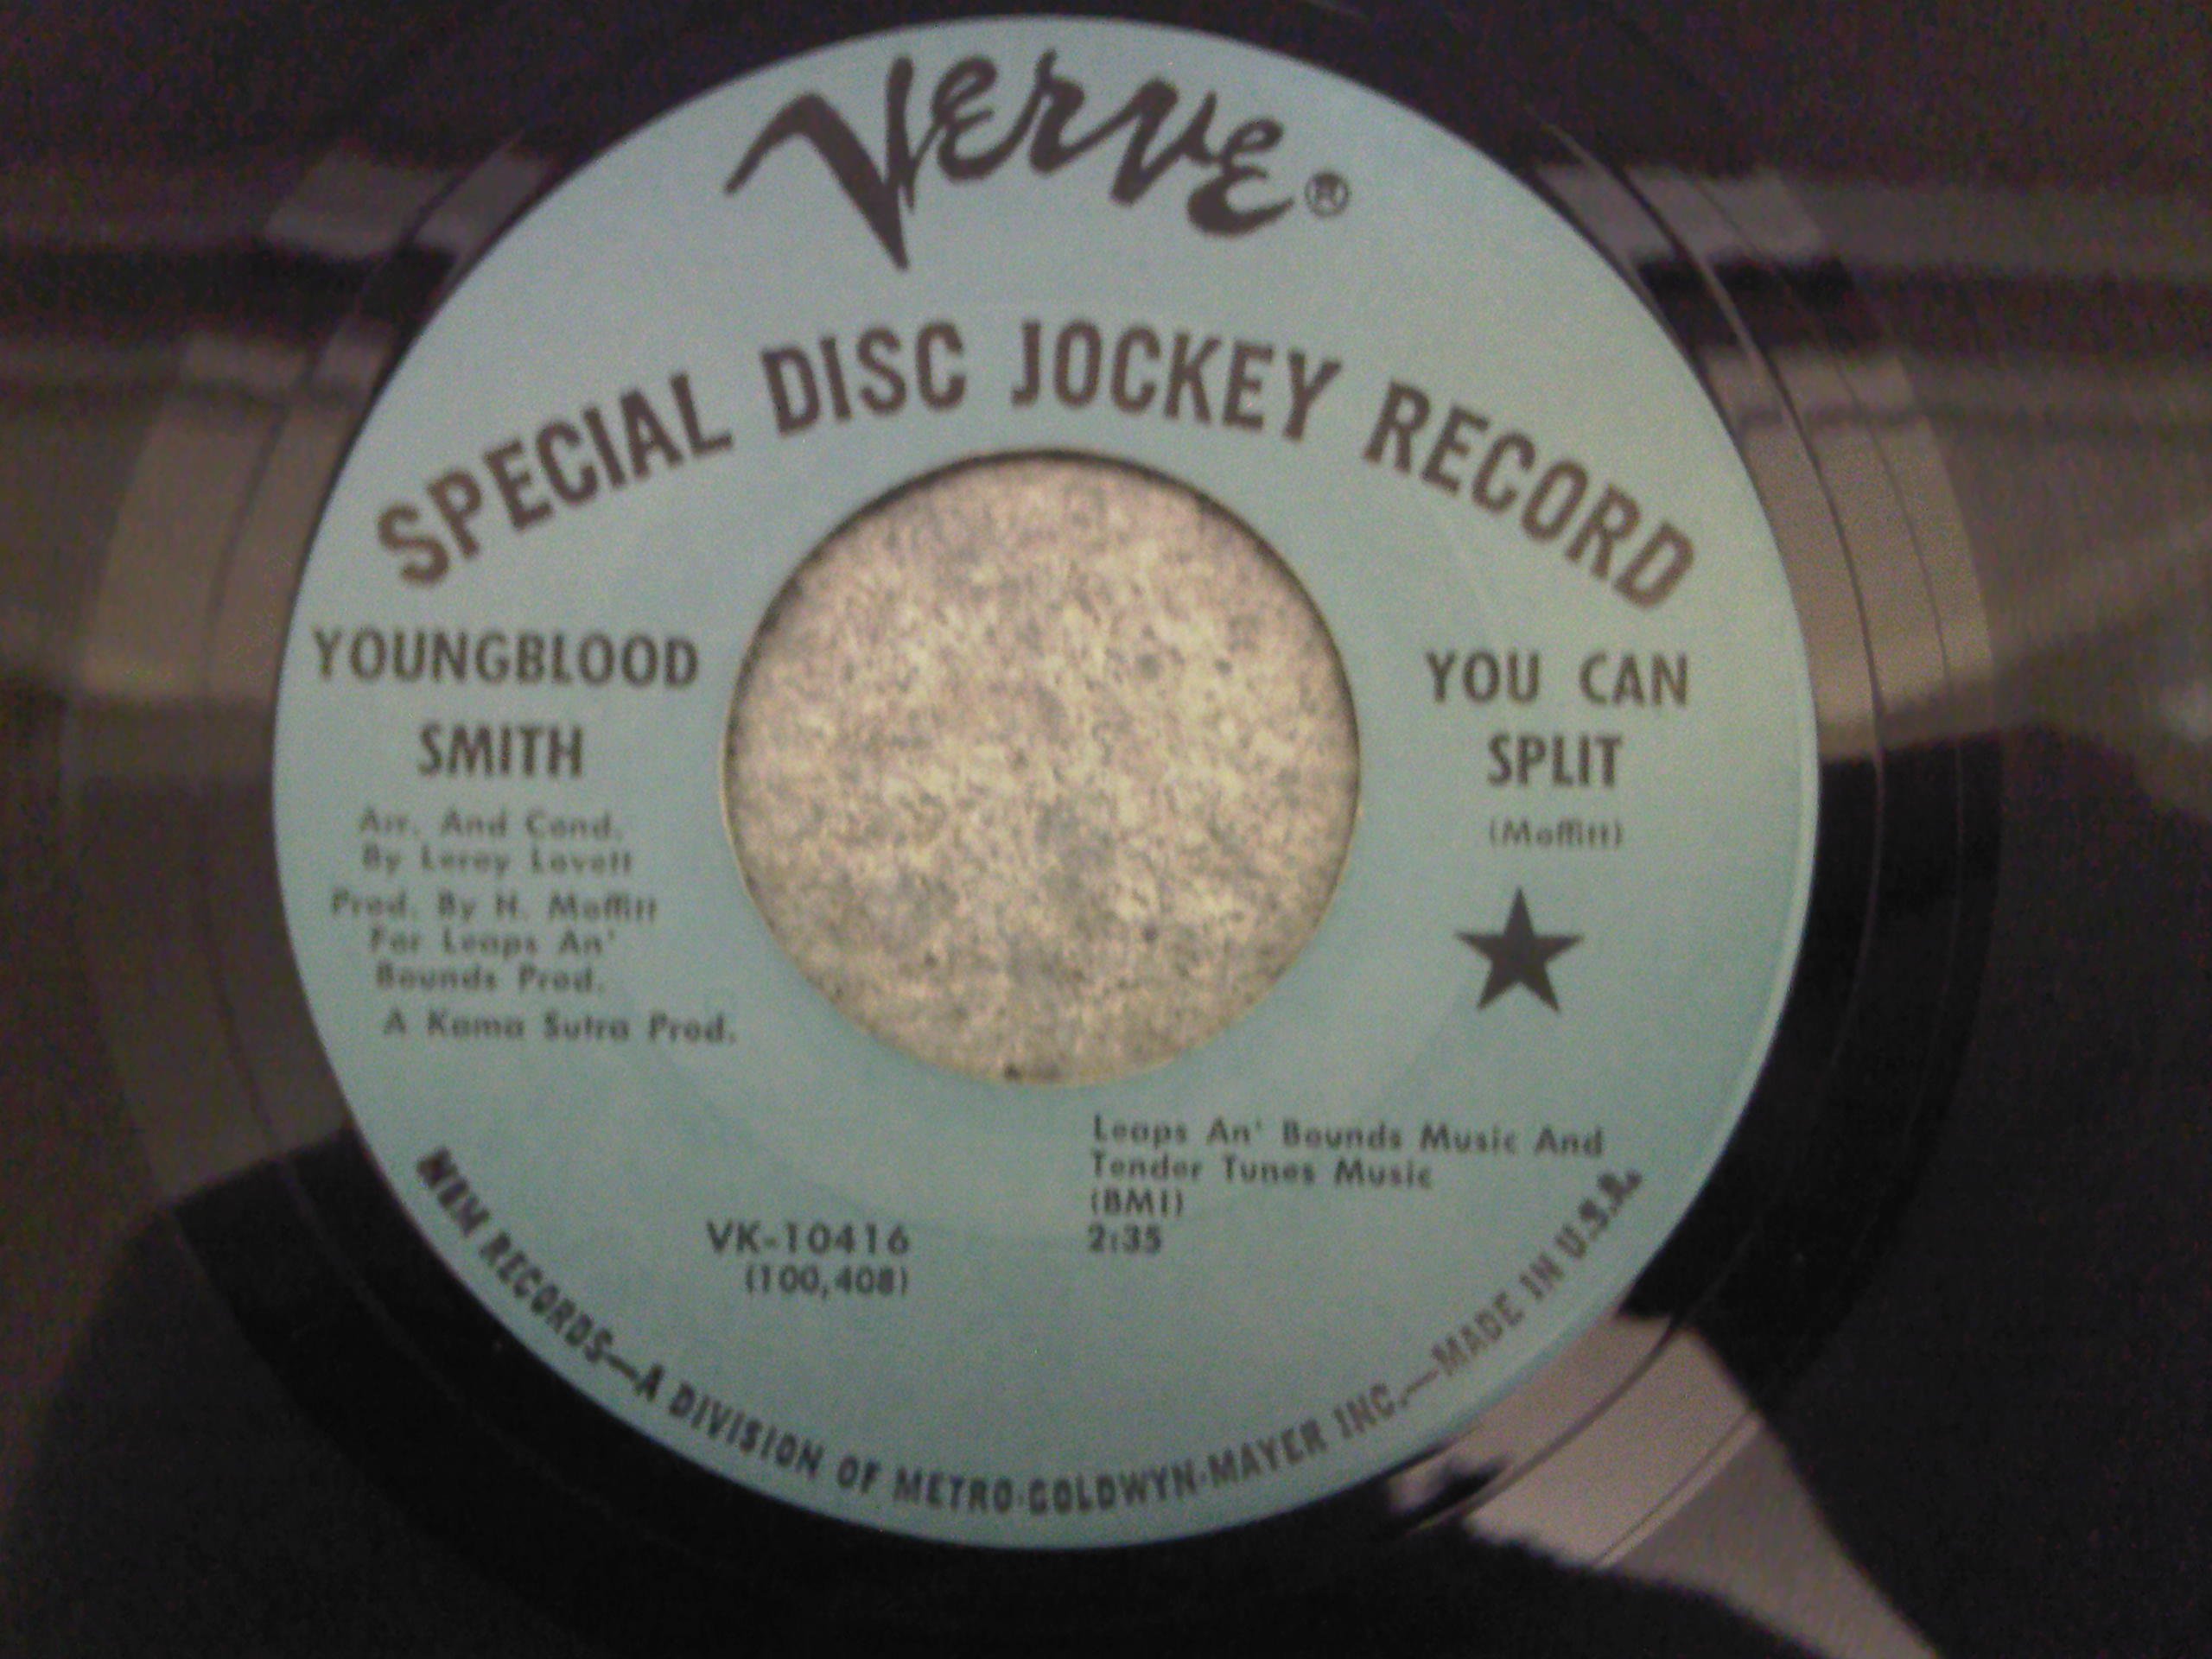 Verve®
SPECIAL DISC JOCKEY RECORD
YOUNGBLOOD
SMITH
Arr. And Cond.
By Leroy Lovett
Prod. By H. Moffitt
For Leaps An'
Bounds Prod.
A Kama Sutra Prod.
YOU CAN
SPLIT
(Moffitt)
Leaps An' Bounds Music And
Tender Tunes Music
(BMI)
2:35
VK-10416
(100,408)
MGM RECORDS—A DIVISION OF METRO-GOLDWYN-MAYER INC.—MADE IN U.S.A.